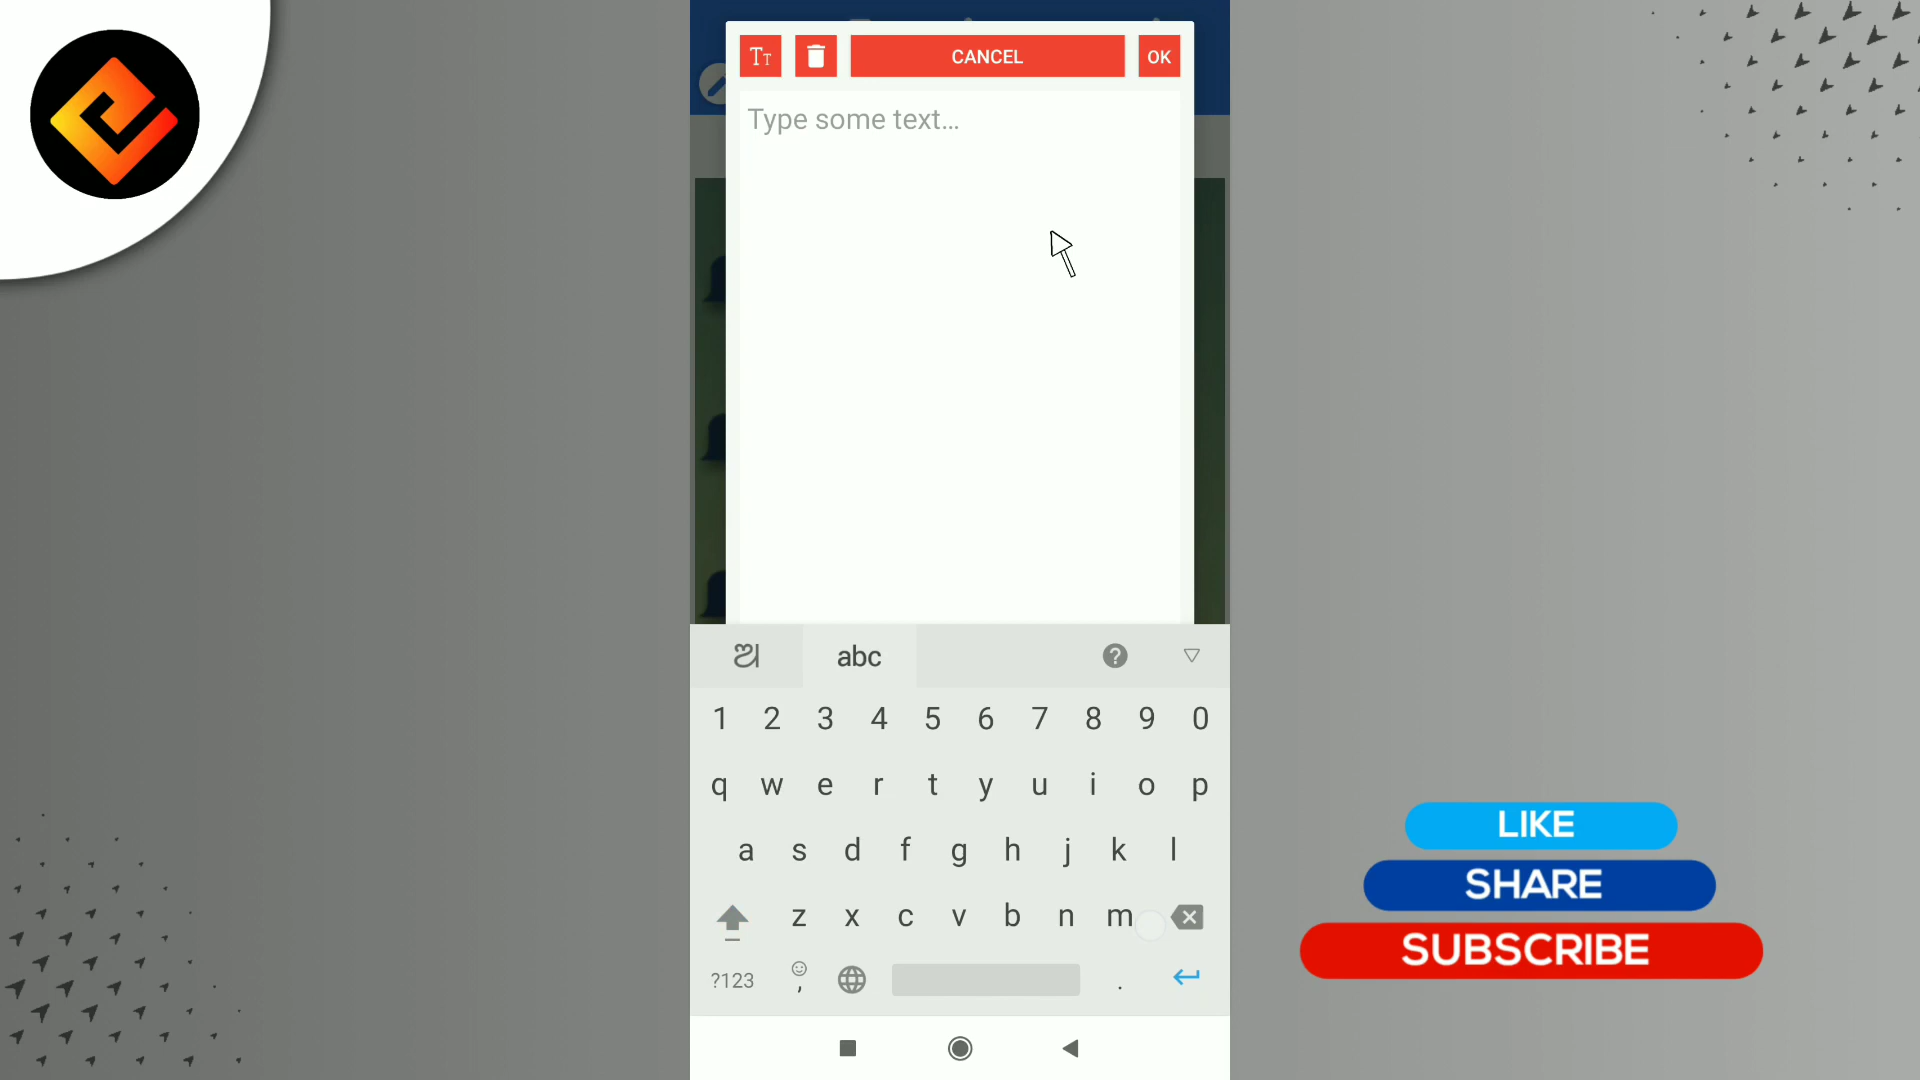 TT CANCEL OK
Type some text...
ଅ abc ?
1 2 3 4 5 6 7 8 9 0
q w e r t y u i o p
a s d f g h j k l
z x c v b n m
?123 , .
LIKE
SHARE
SUBSCRIBE